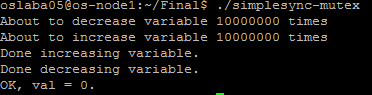 oslaba05@os-node1:~/Final$ ./simplesync-mutex
About to decrease variable 10000000 times
About to increase variable 10000000 times
Done increasing variable.
Done decreasing variable.
OK, val = 0.